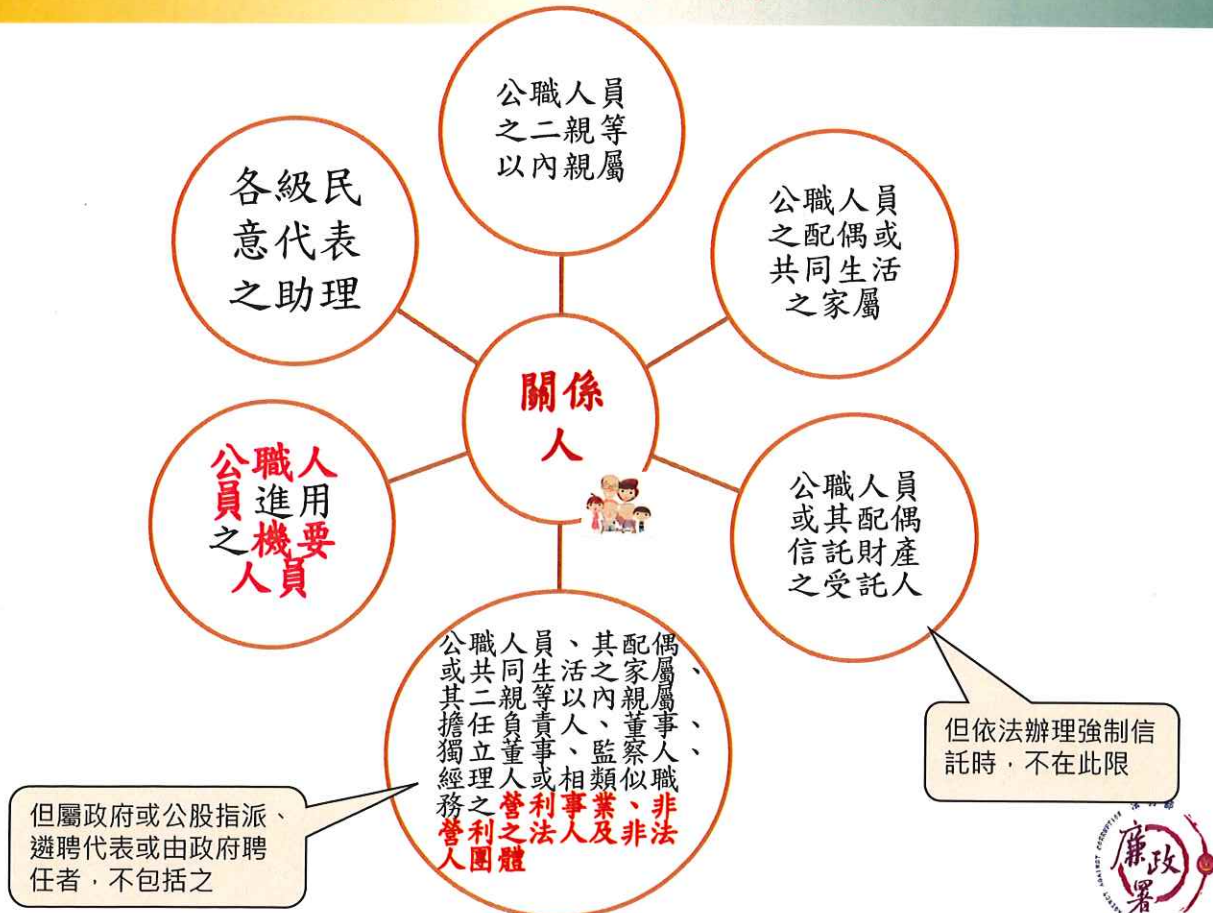 公職人員
之二親等
以內親屬
各級民
意代表
之助理
公職人員
之配偶或
共同生活
之家屬
關係
人
公職人
員進用
之機要
人員
公職人員
或其配偶
信託財產
之受託人
公職人員、其配偶
或共同生活之家屬、
其二親等以內親屬
擔任負責人、董事、
獨立董事、監察人、
經理人或相類似職
務之營利事業、非
營利之法人及非法
人團體
但依法辦理強制信
託時，不在此限
但屬政府或公股指派、
遴聘代表或由政府聘
任者，不包括之
廉政
署